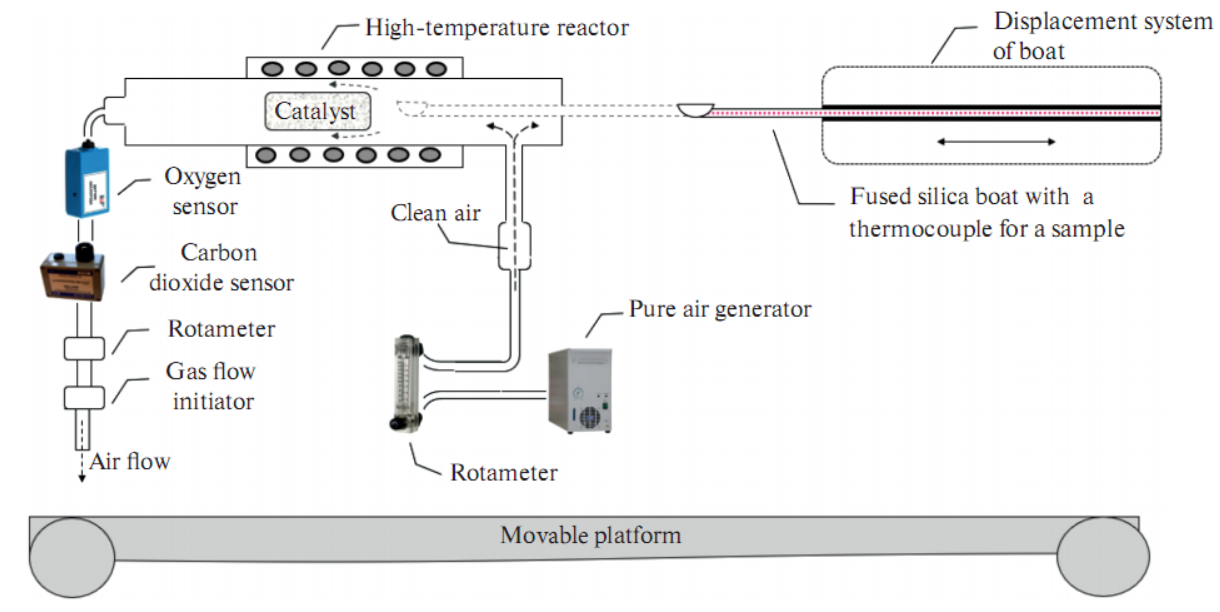 Displacement system
of boat
High-temperature reactor
Catalyst
Oxygen
sensor
Clean air
Fused silica boat with a
thermocouple for a sample
Carbon
dioxide sensor
Pure air generator
Rotameter
Gas flow
initiator
Air flow
Rotameter
Movable platform